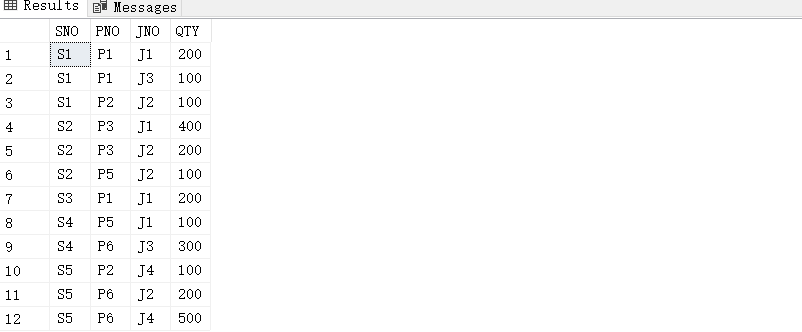 Results Messages
SNO PNO JNO QTY
1 S1 P1 J1 200
2 S1 P1 J3 100
3 S1 P2 J2 100
4 S2 P3 J1 400
5 S2 P3 J2 200
6 S2 P5 J2 100
7 S3 P1 J1 200
8 S4 P5 J1 100
9 S4 P6 J3 300
10 S5 P2 J4 100
11 S5 P6 J2 200
12 S5 P6 J4 500